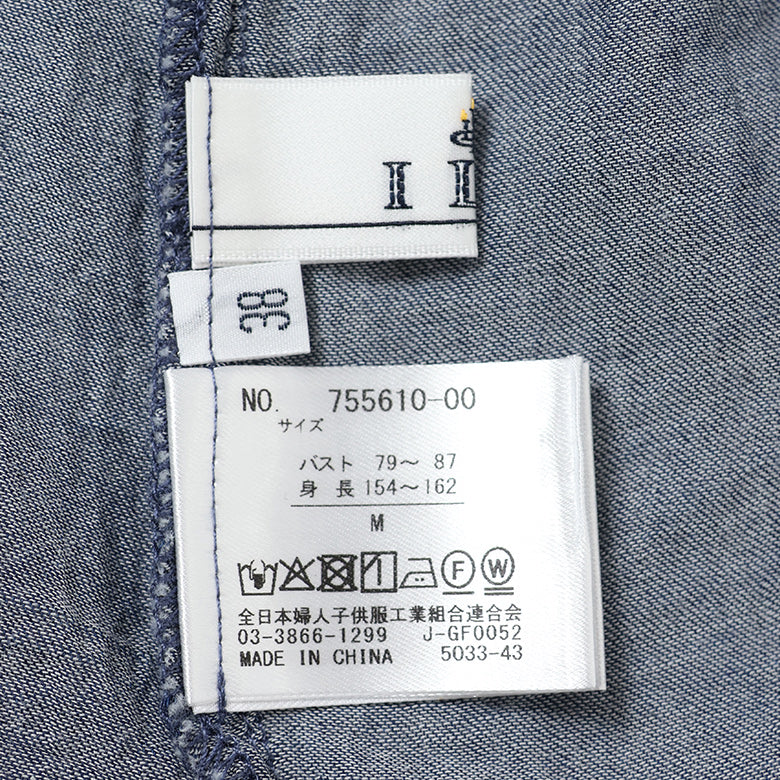 I
38
NO. 755610-00
サイズ
バスト 79～ 87
身 長 154～162
M
F W
全日本婦人子供服工業組合連合会
03-3866-1299 J-GF0052
MADE IN CHINA 5033-43